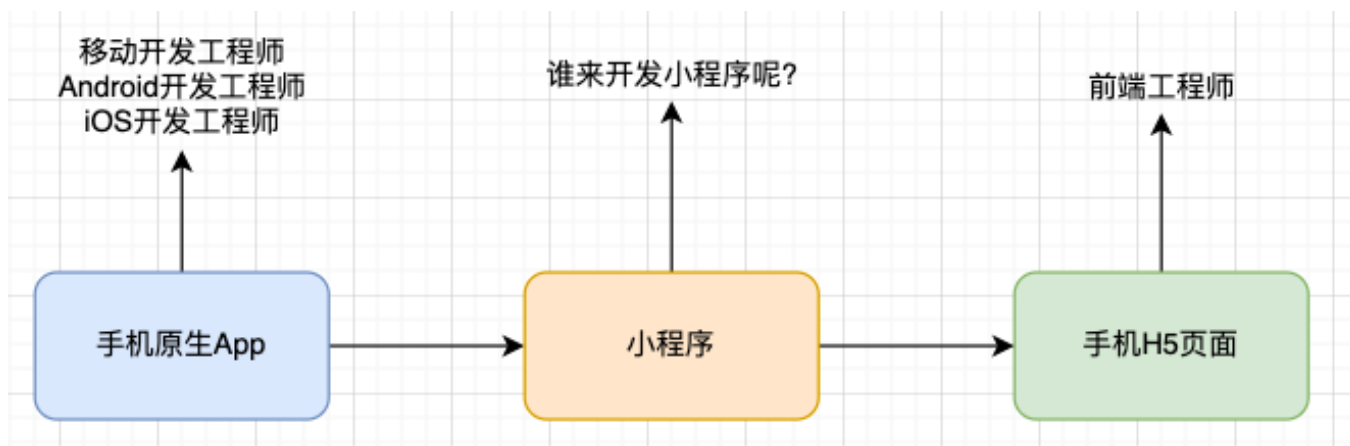 移动开发工程师
Android开发工程师
iOS开发工程师
谁来开发小程序呢?
前端工程师
手机原生App
小程序
手机H5页面